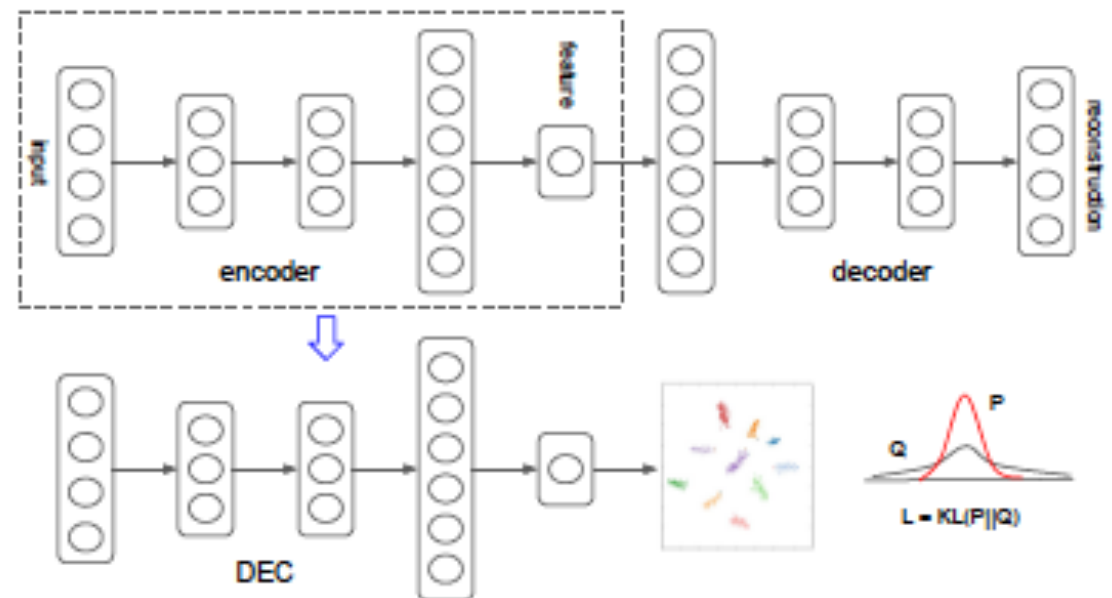 input
feature
reconstruction
encoder
decoder
P
Q
L = KL(P||Q)
DEC